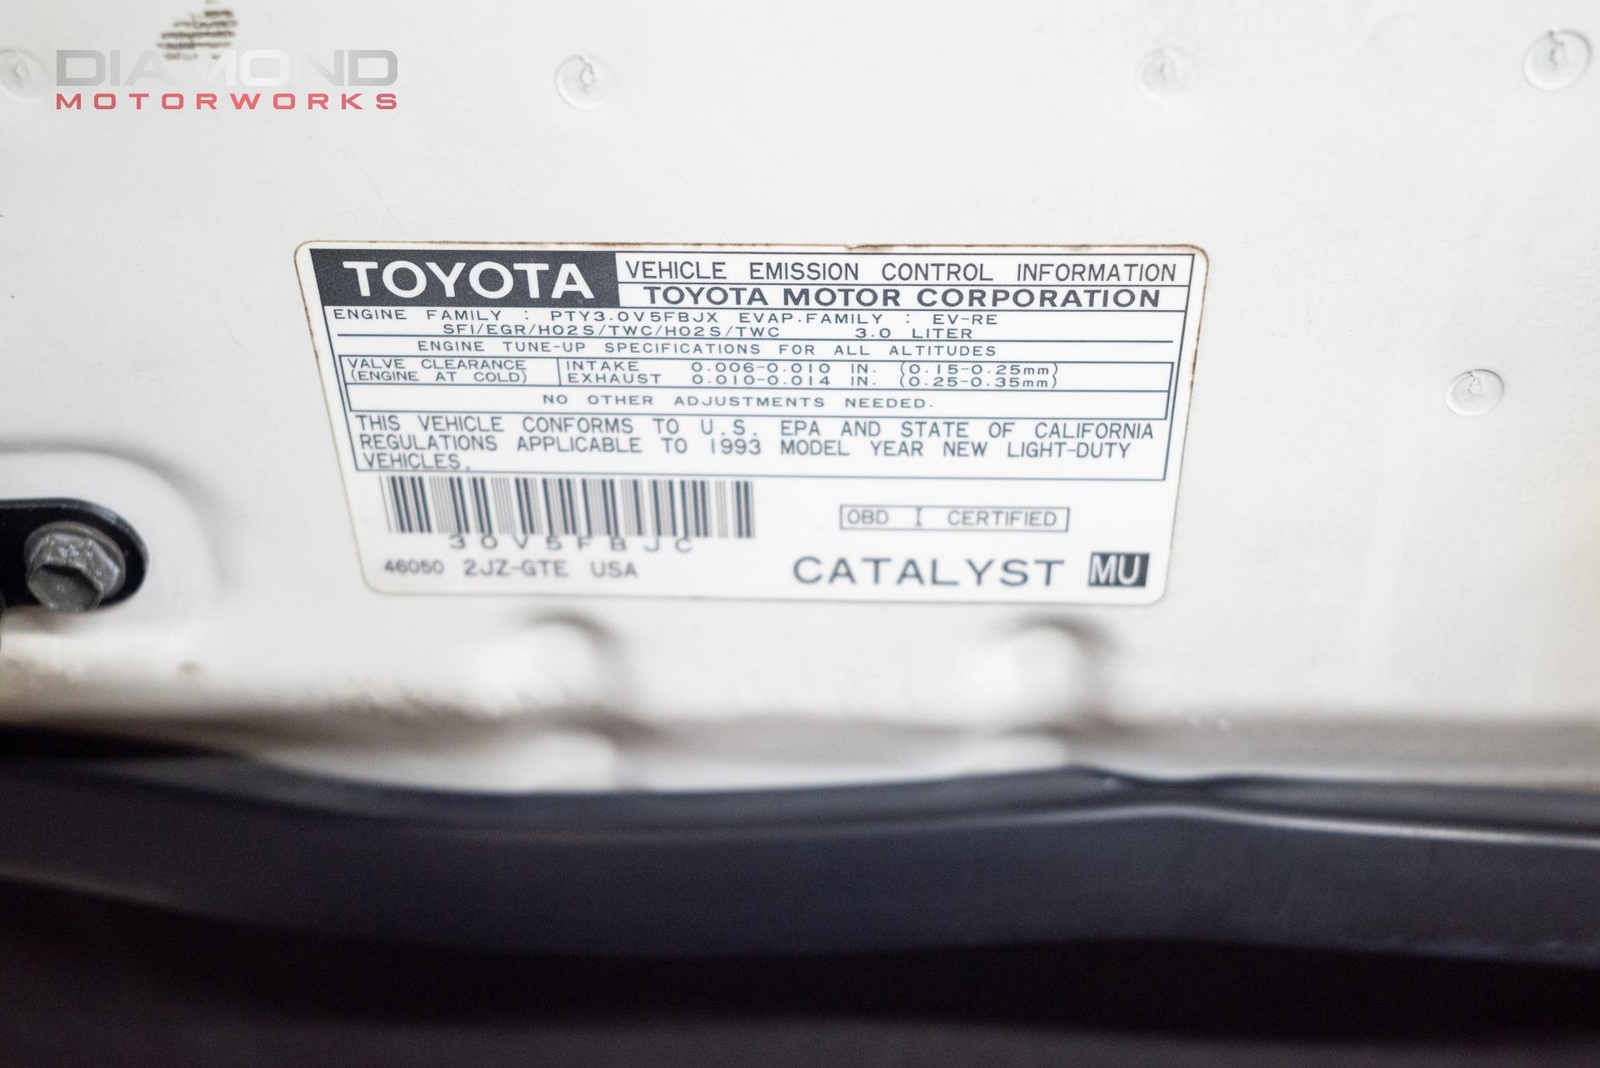 DIAMOND
MOTORWORKS
TOYOTA
VEHICLE EMISSION CONTROL INFORMATION
TOYOTA MOTOR CORPORATION
ENGINE FAMILY : PTY3.0V5FBJX EVAP.FAMILY : EV-RE
SFI/EGR/HO2S/TWC/HO2S/TWC 3.0 LITER
ENGINE TUNE-UP SPECIFICATIONS FOR ALL ALTITUDES
VALVE CLEARANCE INTAKE 0.006-0.010 IN. (0.15-0.25mm)
(ENGINE AT COLD) EXHAUST 0.010-0.014 IN. (0.25-0.35mm)
NO OTHER ADJUSTMENTS NEEDED.
THIS VEHICLE CONFORMS TO U.S. EPA AND STATE OF CALIFORNIA
REGULATIONS APPLICABLE TO 1993 MODEL YEAR NEW LIGHT-DUTY
VEHICLES.
OBD I CERTIFIED
30V5FBJC
46050 2JZ-GTE USA
CATALYST MU